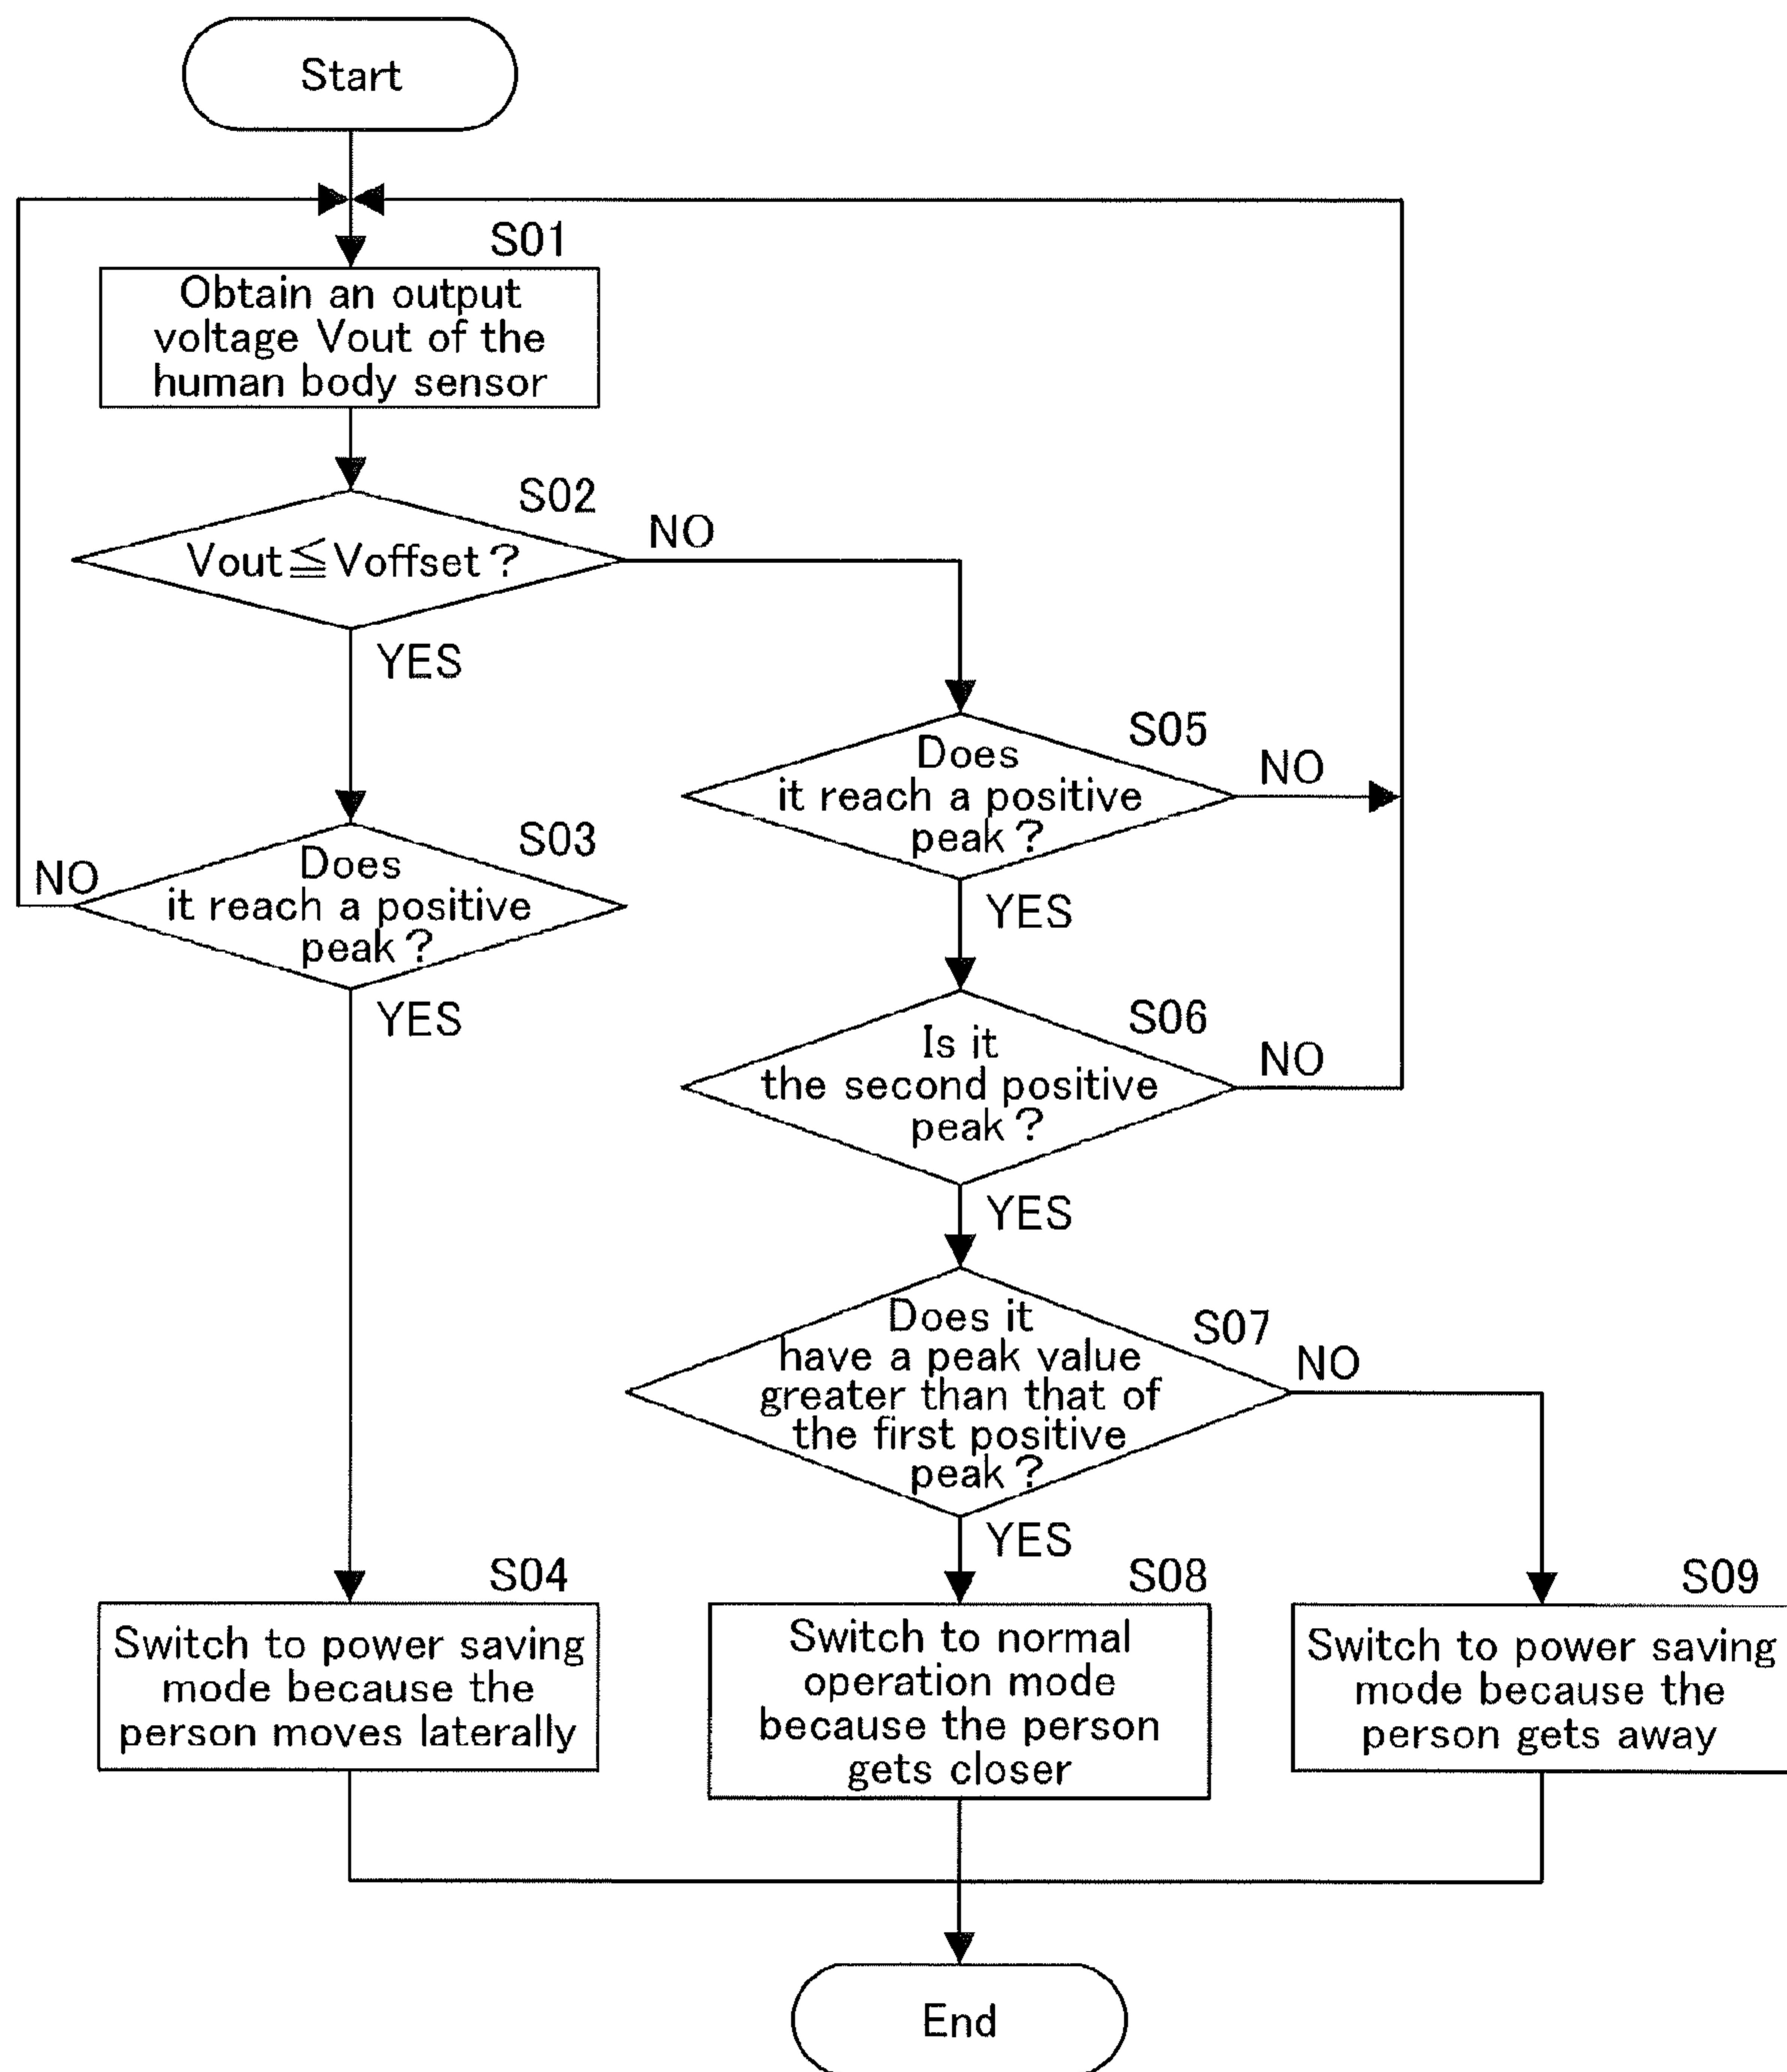 Start
S01
Obtain an output
voltage Vout of the
human body sensor
S02
Vout≦Voffset?
NO
YES
S05
Does
it reach a positive
peak?
NO
YES
S03
Does
it reach a positive
peak?
NO
YES
S06
Is it
the second positive
peak?
NO
YES
S07
Does it
have a peak value
greater than that of
the first positive
peak?
NO
YES
S04
Switch to power saving
mode because the
person moves laterally
S08
Switch to normal
operation mode
because the person
gets closer
S09
Switch to power saving
mode because the
person gets away
End